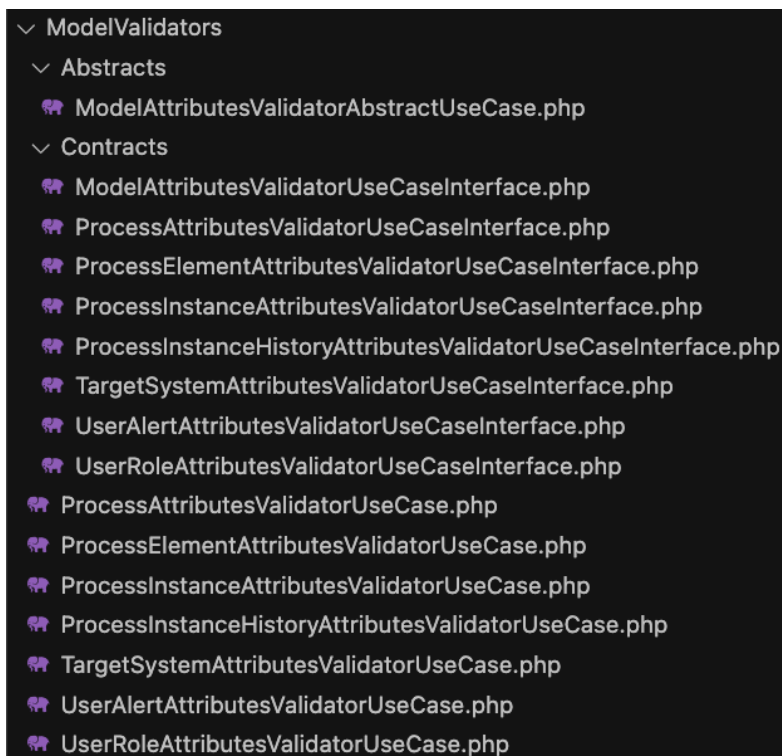 ModelValidators
Abstracts
ModelAttributesValidatorAbstractUseCase.php
Contracts
ModelAttributesValidatorUseCaseInterface.php
ProcessAttributesValidatorUseCaseInterface.php
ProcessElementAttributesValidatorUseCaseInterface.php
ProcessInstanceAttributesValidatorUseCaseInterface.php
ProcessInstanceHistoryAttributesValidatorUseCaseInterface.php
TargetSystemAttributesValidatorUseCaseInterface.php
UserAlertAttributesValidatorUseCaseInterface.php
UserRoleAttributesValidatorUseCaseInterface.php
ProcessAttributesValidatorUseCase.php
ProcessElementAttributesValidatorUseCase.php
ProcessInstanceAttributesValidatorUseCase.php
ProcessInstanceHistoryAttributesValidatorUseCase.php
TargetSystemAttributesValidatorUseCase.php
UserAlertAttributesValidatorUseCase.php
UserRoleAttributesValidatorUseCase.php